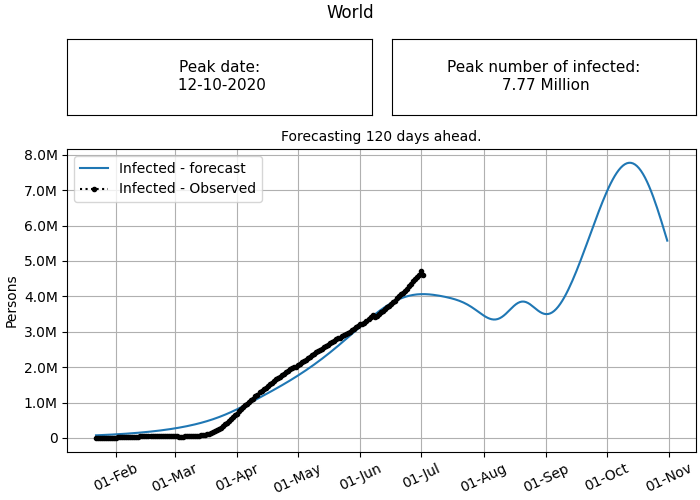 World
Peak date:
12-10-2020
Peak number of infected:
7.77 Million
Forecasting 120 days ahead.
Infected - forecast
Infected - Observed
8.0M
7.0M
6.0M
5.0M
4.0M
3.0M
2.0M
1.0M
0
Persons
01-Feb
01-Mar
01-Apr
01-May
01-Jun
01-Jul
01-Aug
01-Sep
01-Oct
01-Nov